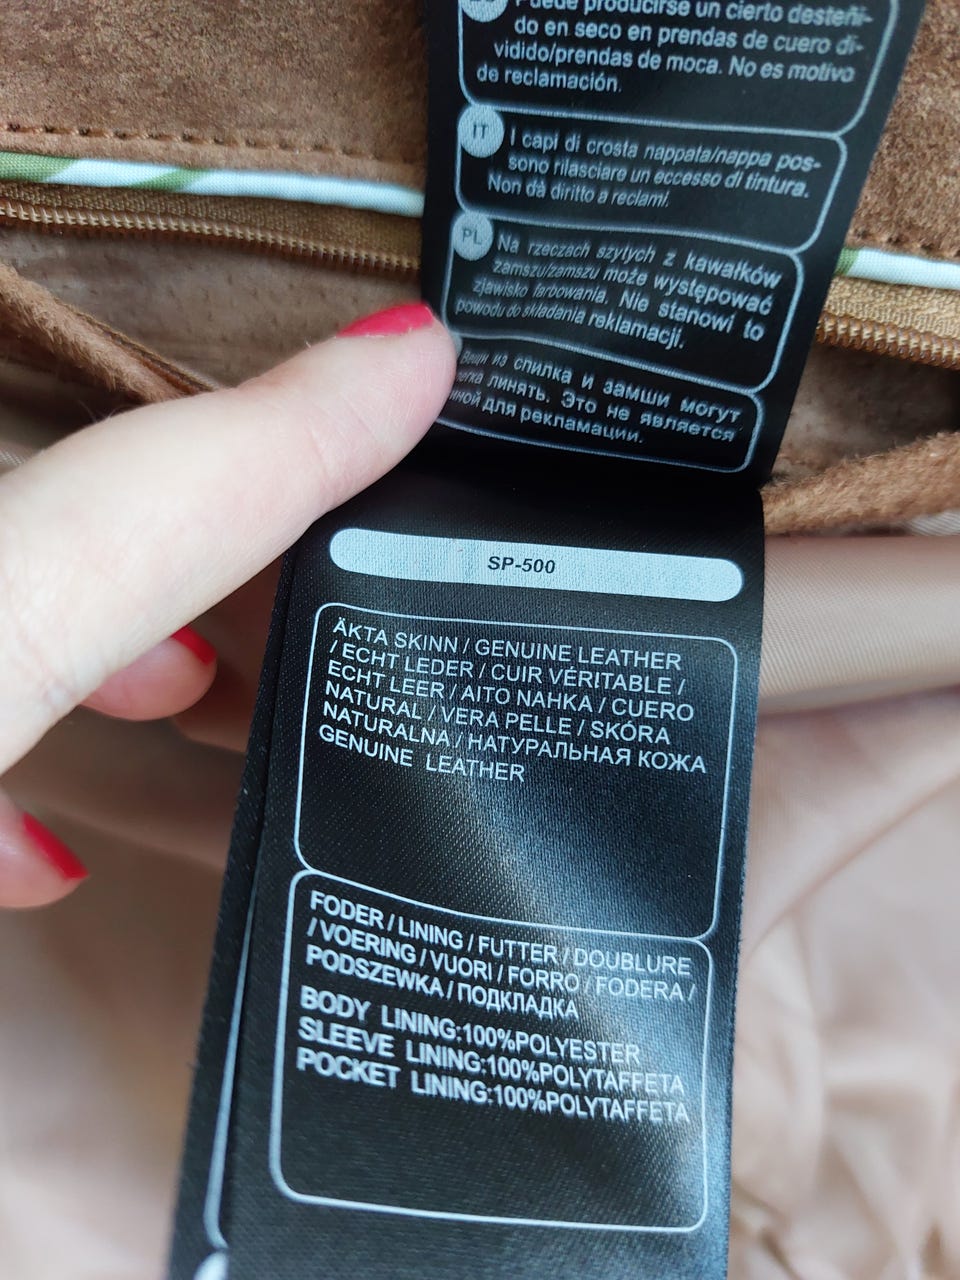 Puede producirse un cierto desteñi-
do en seco en prendas de cuero di-
vidido/prendas de moca. No es motivo
de reclamación.
IT
I capi di crosta nappata/nappa pos-
sono rilasciare un eccesso di tintura.
Non dà diritto a reclami.
PL
Na rzeczach szytych z kawałków
zamszu/zamszu może występować
zjawisko farbowania. Nie stanowi to
powodu do składania reklamacji.
Вещи из спилка и замши могут
линять. Это не является
для рекламации.
SP-500
ÄKTA SKINN / GENUINE LEATHER
/ ECHT LEDER / CUIR VÉRITABLE /
ECHT LEER / AITO NAHKA / CUERO
NATURAL / VERA PELLE / SKÓRA
NATURALNA / НАТУРАЛЬНАЯ КОЖА
GENUINE LEATHER
FODER / LINING / FUTTER / DOUBLURE
/ VOERING / VUORI / FORRO / FODERA /
PODSZEWKA / ПОДКЛАДКА
BODY LINING:100%POLYESTER
SLEEVE LINING:100%POLYTAFFETA
POCKET LINING:100%POLYTAFFETA